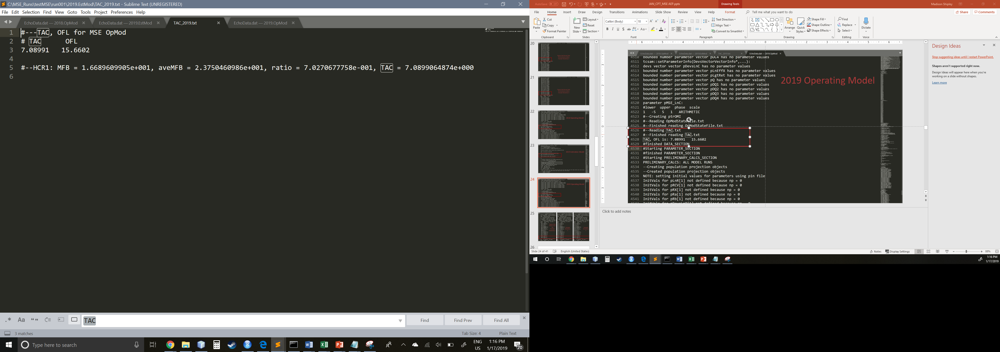 C:\MSE_Runs\testMSE\run001\2019.EstMod\TAC_2019.txt - Sublime Text (UNREGISTERED)
File Edit Selection Find View Goto Tools Project Preferences Help
EchoData.dat — 2018.OpMod
EchoData.dat — 2019.EstMod
TAC_2019.txt
EchoData.dat — 2019.OpMod
1 #---TAC, OFL for MSE OpMod
2 # TAC OFL
3 7.08991 15.6602
4
5 #--HCR1: MFB = 1.6689609905e+001, aveMFB = 2.3750460986e+001, ratio = 7.0270677758e-001, TAC = 7.0899064874e+000
6
TAC
Find Find Prev Find All
3 matches
Tab Size: 4 Plain Text
Type here to search
ENG
US
1:16 PM
1/17/2019
20
AutoSave Off
JAN_CPT_MSE AEP.pptx
Drawing Tools
Madison Shipley
File Home Insert Draw Design Transitions Animations Slide Show Review View Help Format Tell me what you want to do
Share Comments
Paste
Cut
Copy
Format Painter
Clipboard
New
Slide
Layout
Reset
Section
Slides
Calibri (Body) 18
Font
Text Direction
Align Text
Convert to SmartArt
Paragraph
Arrange
Quick
Styles
Shape Fill
Shape Outline
Shape Effects
Drawing
Find
Replace
Select
Editing
Dictate
Voice
20
21
22
23
24
25
26
EchoData.dat — 2018.OpMod
EchoData.dat — 2019.EstMod
TAC_2019.txt
EchoData.dat — 2019.OpMod
4510 bounded number parameter vector pDC4 has no parameter values
4511 tcsam::setParameterInfo(DevsVectorVectorInfo*,...):
4512 devs vector vector pDevsLnC has no parameter values
4513 bounded number parameter vector pLnEffX has no parameter values
4514 bounded number parameter vector pLgtRet has no parameter values
4515 bounded number parameter vector pQ has no parameter values
4516 bounded number parameter vector pDQ1 has no parameter values
4517 bounded number parameter vector pDQ2 has no parameter values
4518 bounded number parameter vector pDQ3 has no parameter values
4519 bounded number parameter vector pDQ4 has no parameter values
4520 parameter pMSE_LnC:
4521 #lower upper phase scale
4522 1 -5 5 1 ARITHMETIC
4523 #--Creating ptrOMI
4524 #--Reading OpModStateFile.txt
4525 #--Finished reading OpModStateFile.txt
4526 #--Reading TAC.txt
4527 #--Finished reading TAC.txt
4528 TAC, OFL is: 7.08991 15.6602
4529 #finished DATA_SECTION
4530 #Starting PARAMETER_SECTION
4531 #finished PARAMETER_SECTION
4532 #Starting PRELIMINARY_CALCS_SECTION
4533 PRELIMINARY_CALCS: ALL MODEL RUNS
4534 --Creating population projection objects
4535 --Created population projection objects
4536 NOTE: setting initial values for parameters using pin file
4537 InitVals for pLnR[1] not defined because np = 0
4538 InitVals for pRCV[1] not defined because np = 0
4539 InitVals for pRX[1] not defined because np = 0
4540 InitVals for pRa[1] not defined because np = 0
4541 InitVals for pRb[1] not defined because np = 0
2019 Operating Model
Design Ideas
Stop suggesting ideas until I restart PowerPoint.
Shapes aren't supported right now.
Design Ideas will appear here when you're
working on a slide without shapes.
Learn more
Click to add notes
Slide 24 of 41 English (United States)
Notes Display Settings 88%
1:16 PM
1/17/2019